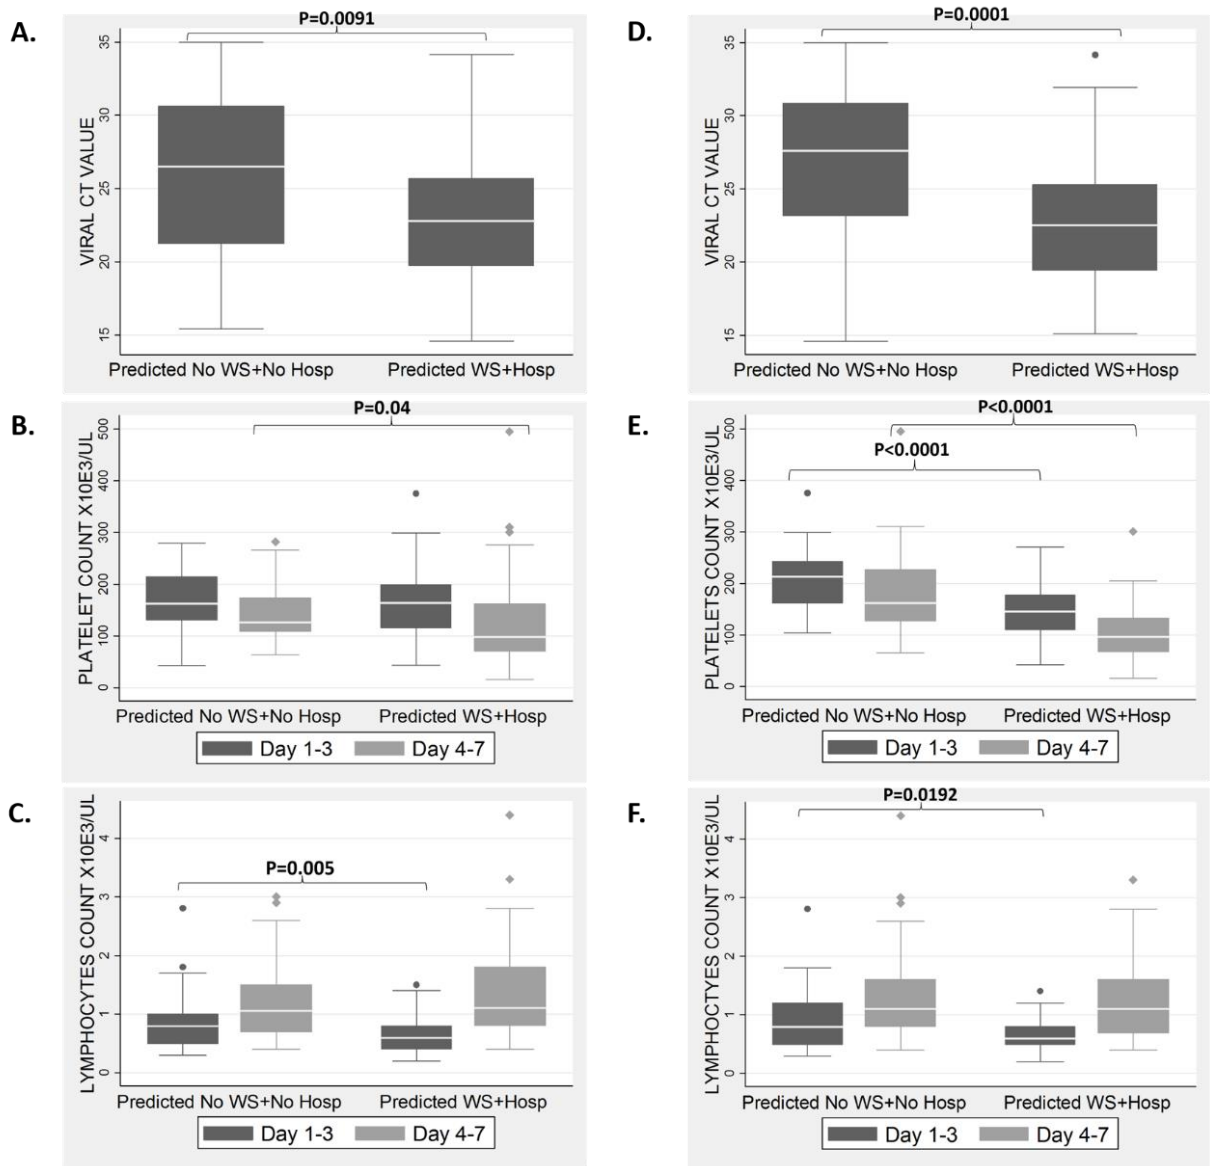 A.
P=0.0091
VIRAL CT VALUE
35
30
25
20
15
Predicted No WS+No Hosp
Predicted WS+Hosp
B.
P=0.04
PLATELET COUNT X10E3/UL
500
400
300
200
100
0
Predicted No WS+No Hosp
Predicted WS+Hosp
Day 1-3
Day 4-7
C.
P=0.005
LYMPHOCYTES COUNT X10E3/UL
4
3
2
1
0
Predicted No WS+No Hosp
Predicted WS+Hosp
Day 1-3
Day 4-7
D.
P=0.0001
VIRAL CT VALUE
35
30
25
20
15
Predicted No WS+No Hosp
Predicted WS+Hosp
E.
P<0.0001
P<0.0001
PLATELETS COUNT X10E3/UL
500
400
300
200
100
0
Predicted No WS+No Hosp
Predicted WS+Hosp
Day 1-3
Day 4-7
F.
P=0.0192
LYMPHOCTYES COUNT X10E3/UL
4
3
2
1
0
Predicted No WS+No Hosp
Predicted WS+Hosp
Day 1-3
Day 4-7